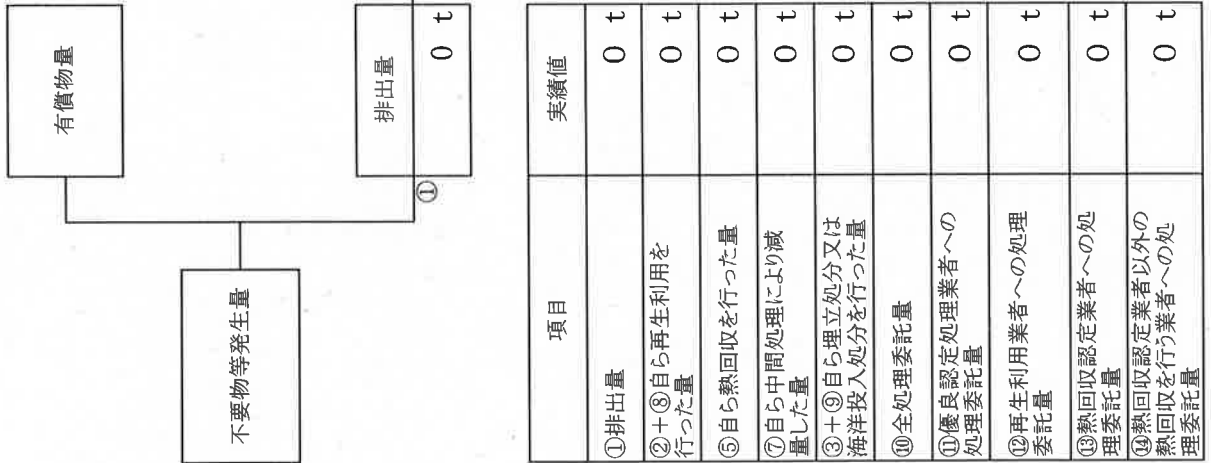 不要物等発生量
有償物量
①
排出量
0 t
項目
実績値
①排出量
0 t
②+⑧自ら再生利用を
行った量
0 t
⑤自ら熱回収を行った量
0 t
⑦自ら中間処理により減
量した量
0 t
③+⑨自ら埋立処分又は
海洋投入処分を行った量
0 t
⑩全処理委託量
0 t
⑪優良認定処理業者への
処理委託量
0 t
⑫再生利用業者への処理
委託量
0 t
⑬熱回収認定業者への処
理委託量
0 t
⑭熱回収認定業者以外の
熱回収を行う業者への処
理委託量
0 t